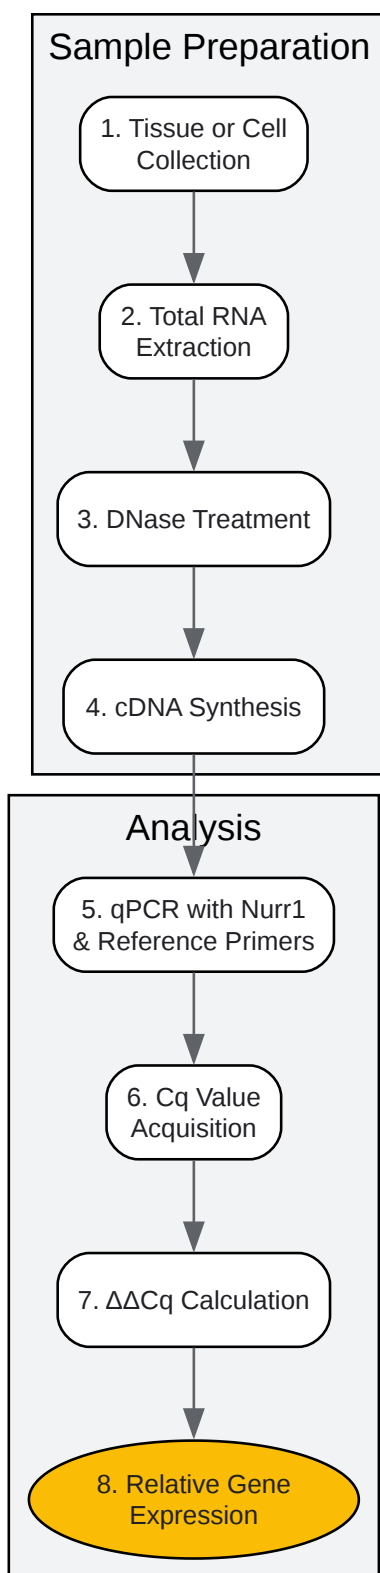 Sample Preparation
1. Tissue or Cell
Collection
2. Total RNA
Extraction
3. DNase Treatment
4. cDNA Synthesis
Analysis
5. qPCR with Nurr1
& Reference Primers
6. Cq Value
Acquisition
7. ΔΔCq Calculation
8. Relative Gene
Expression